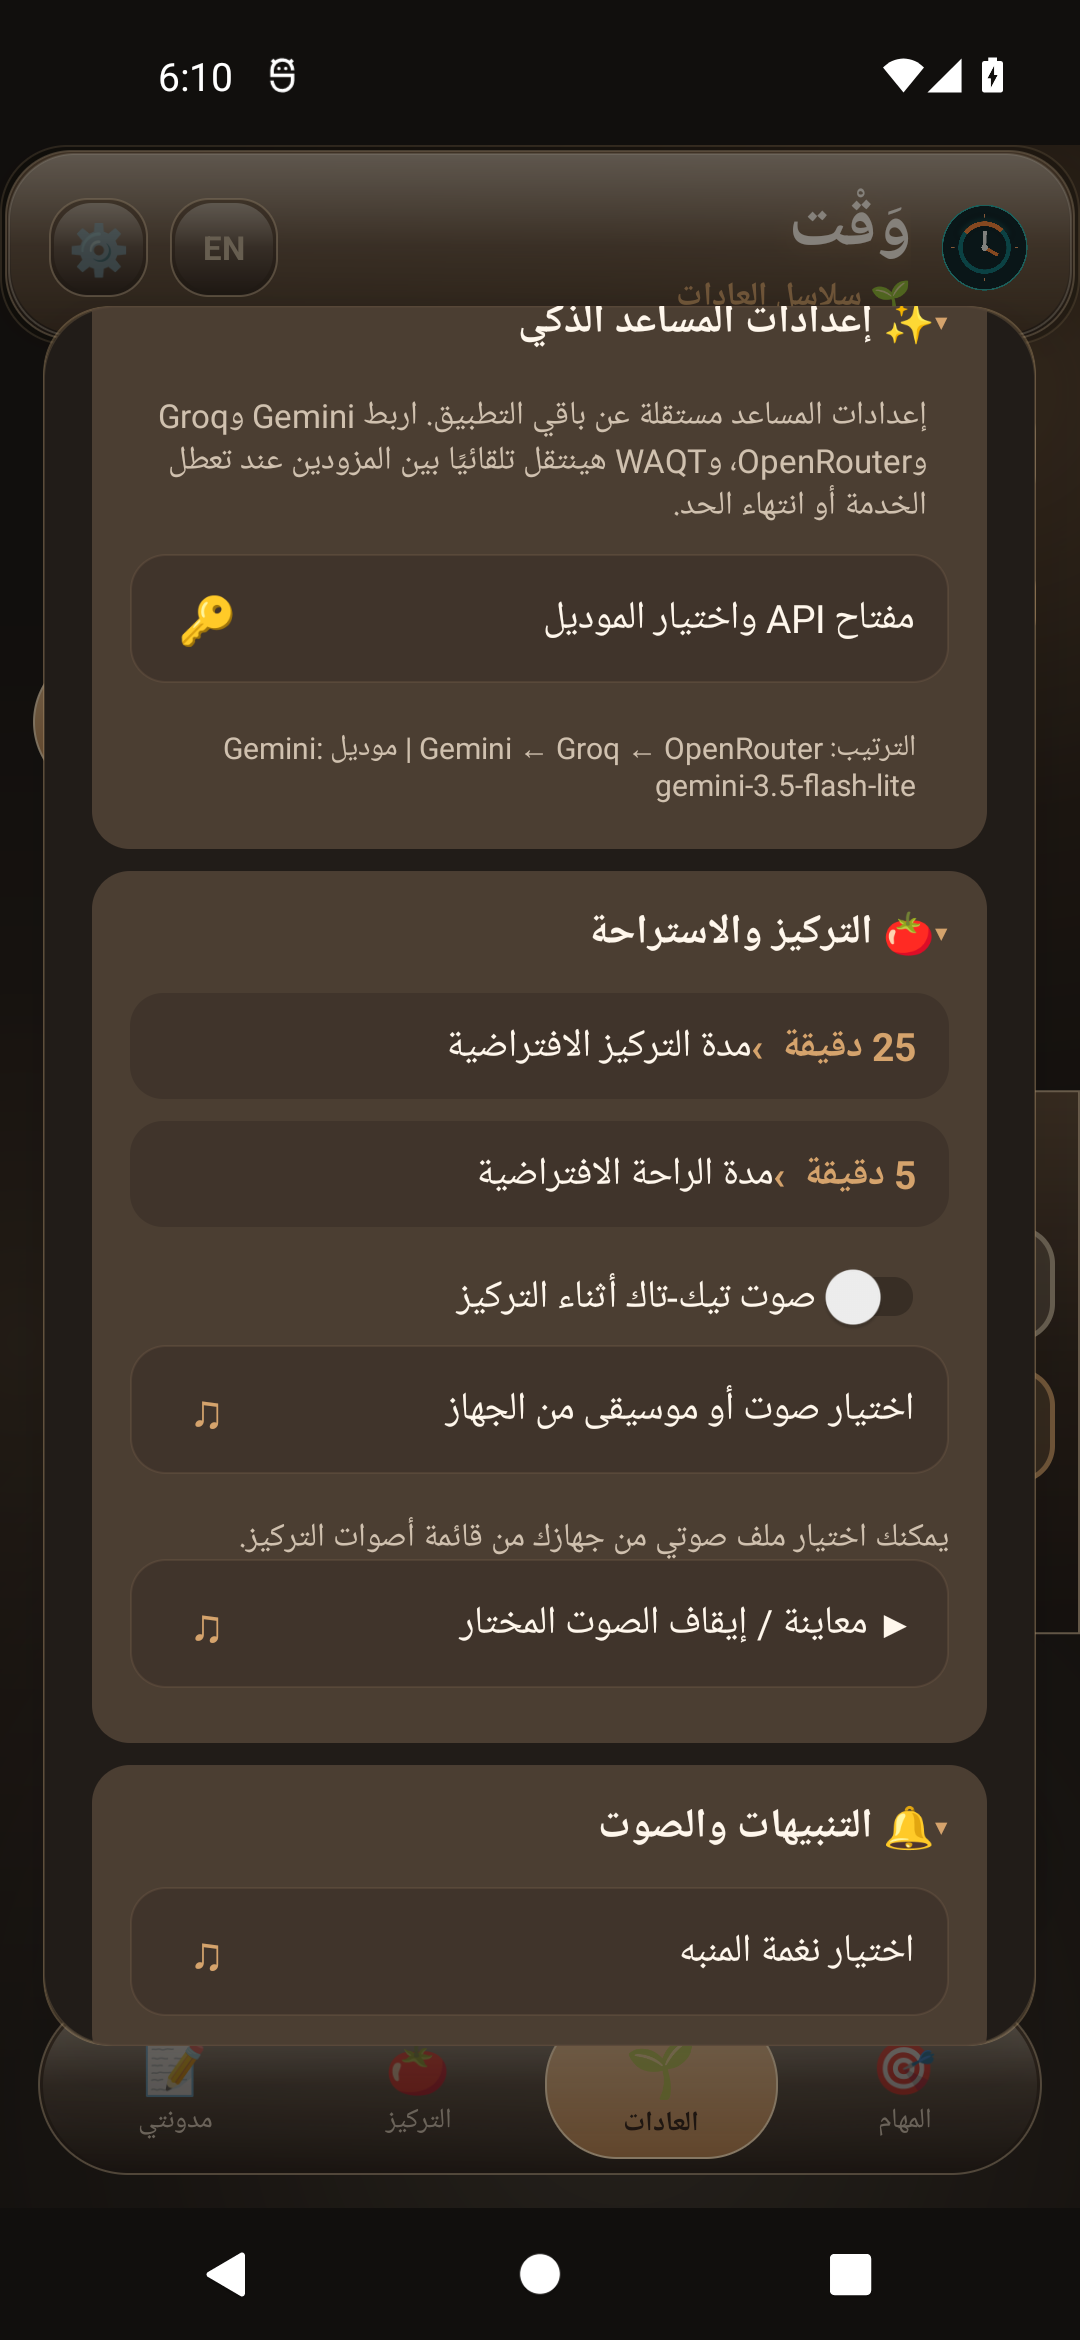 6:10
وَقْت
EN
🌱 سلاسل العادات
✨ إعدادات المساعد الذكي
إعدادات المساعد مستقلة عن باقي التطبيق. اربط Gemini وGroq
وOpenRouter، وWAQT هينتقل تلقائيًا بين المزودين عند تعطل
الخدمة أو انتهاء الحد.
مفتاح API واختيار الموديل
الترتيب: Gemini ← Groq ← OpenRouter | موديل Gemini:
gemini-3.5-flash-lite
التركيز والاستراحة
25 دقيقة ‹ مدة التركيز الافتراضية
5 دقيقة ‹ مدة الراحة الافتراضية
صوت تيك-تاك أثناء التركيز
اختيار صوت أو موسيقى من الجهاز
يمكنك اختيار ملف صوتي من جهازك من قائمة أصوات التركيز.
▶ معاينة / إيقاف الصوت المختار
التنبيهات والصوت
اختيار نغمة المنبه
المهام
العادات
التركيز
مدونتي